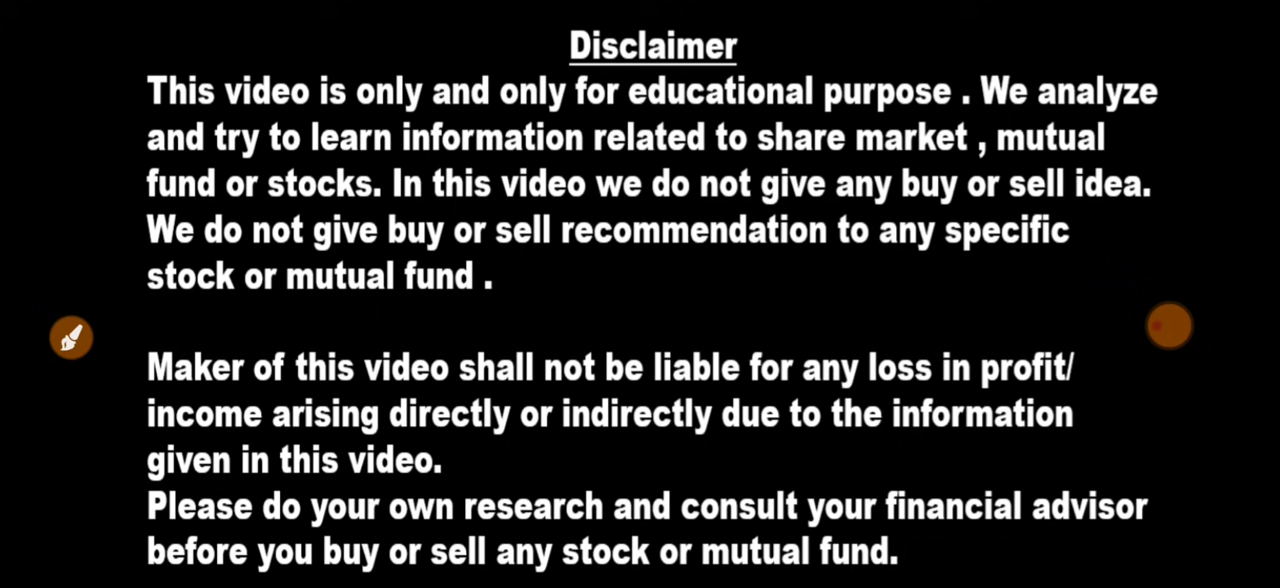 Disclaimer
This video is only and only for educational purpose . We analyze
and try to learn information related to share market , mutual
fund or stocks. In this video we do not give any buy or sell idea.
We do not give buy or sell recommendation to any specific
stock or mutual fund .
Maker of this video shall not be liable for any loss in profit/
income arising directly or indirectly due to the information
given in this video.
Please do your own research and consult your financial advisor
before you buy or sell any stock or mutual fund.